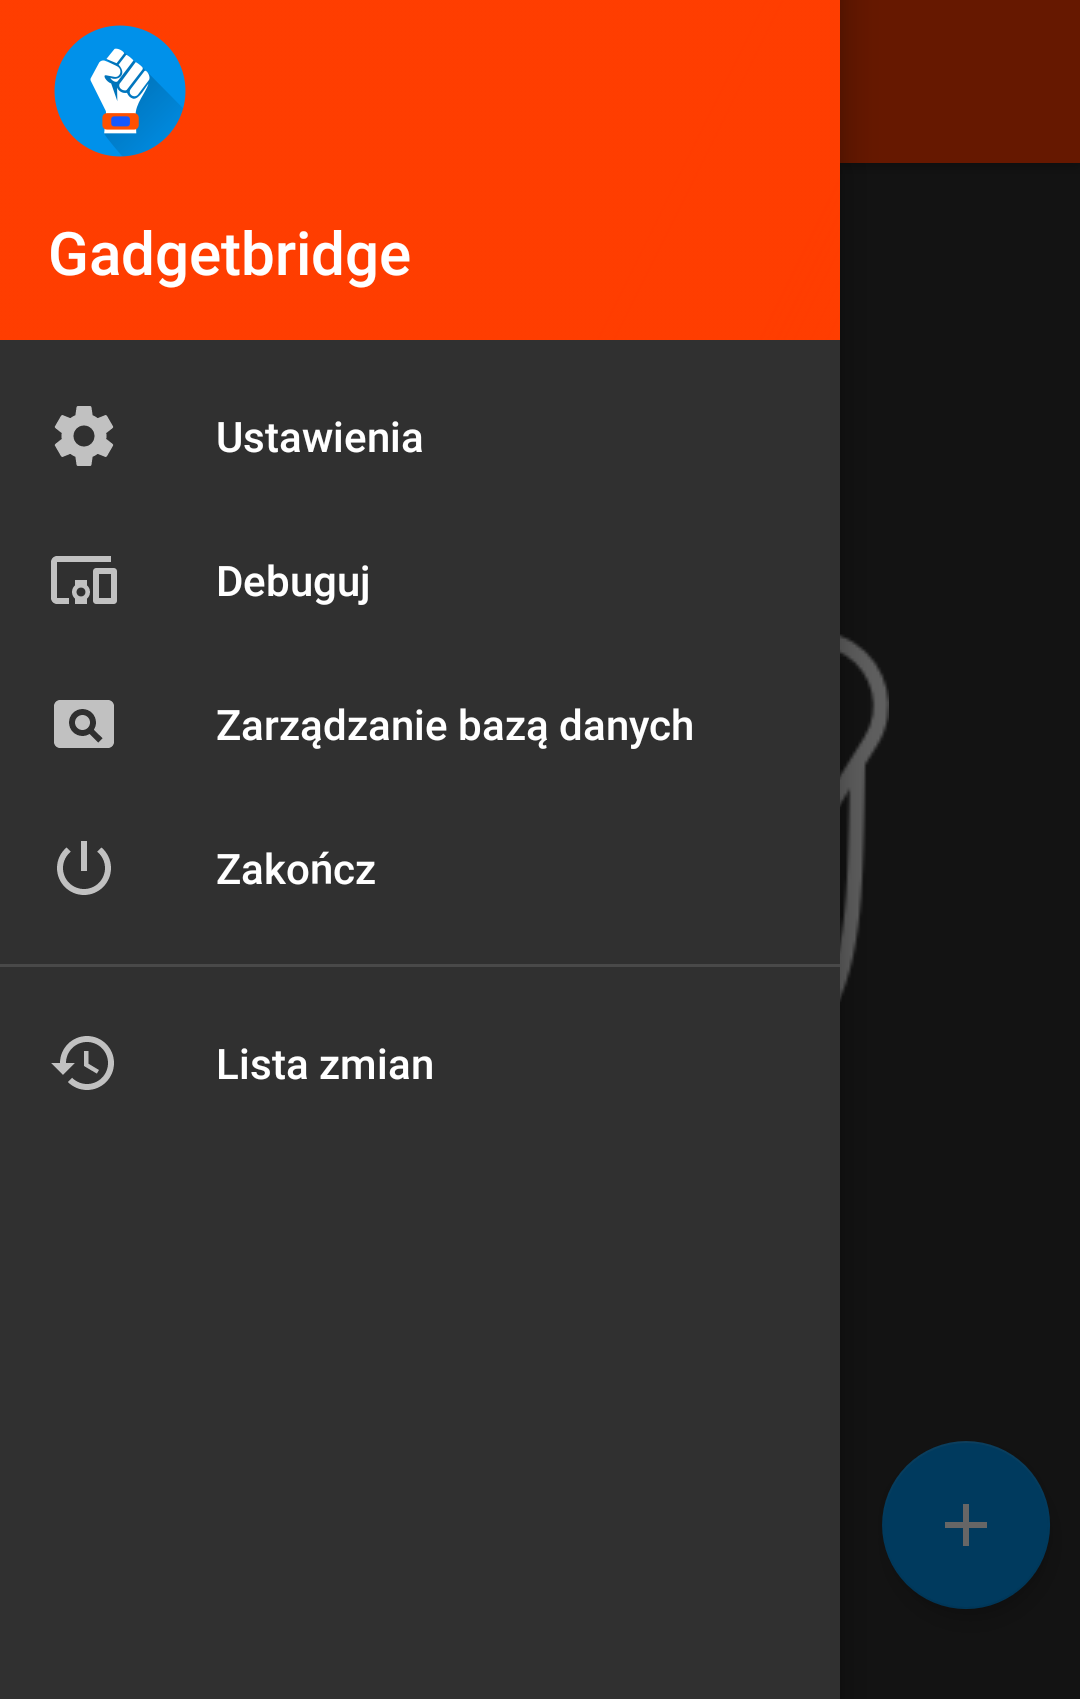 Gadgetbridge
Ustawienia
Debuguj
Zarządzanie bazą danych
Zakończ
Lista zmian